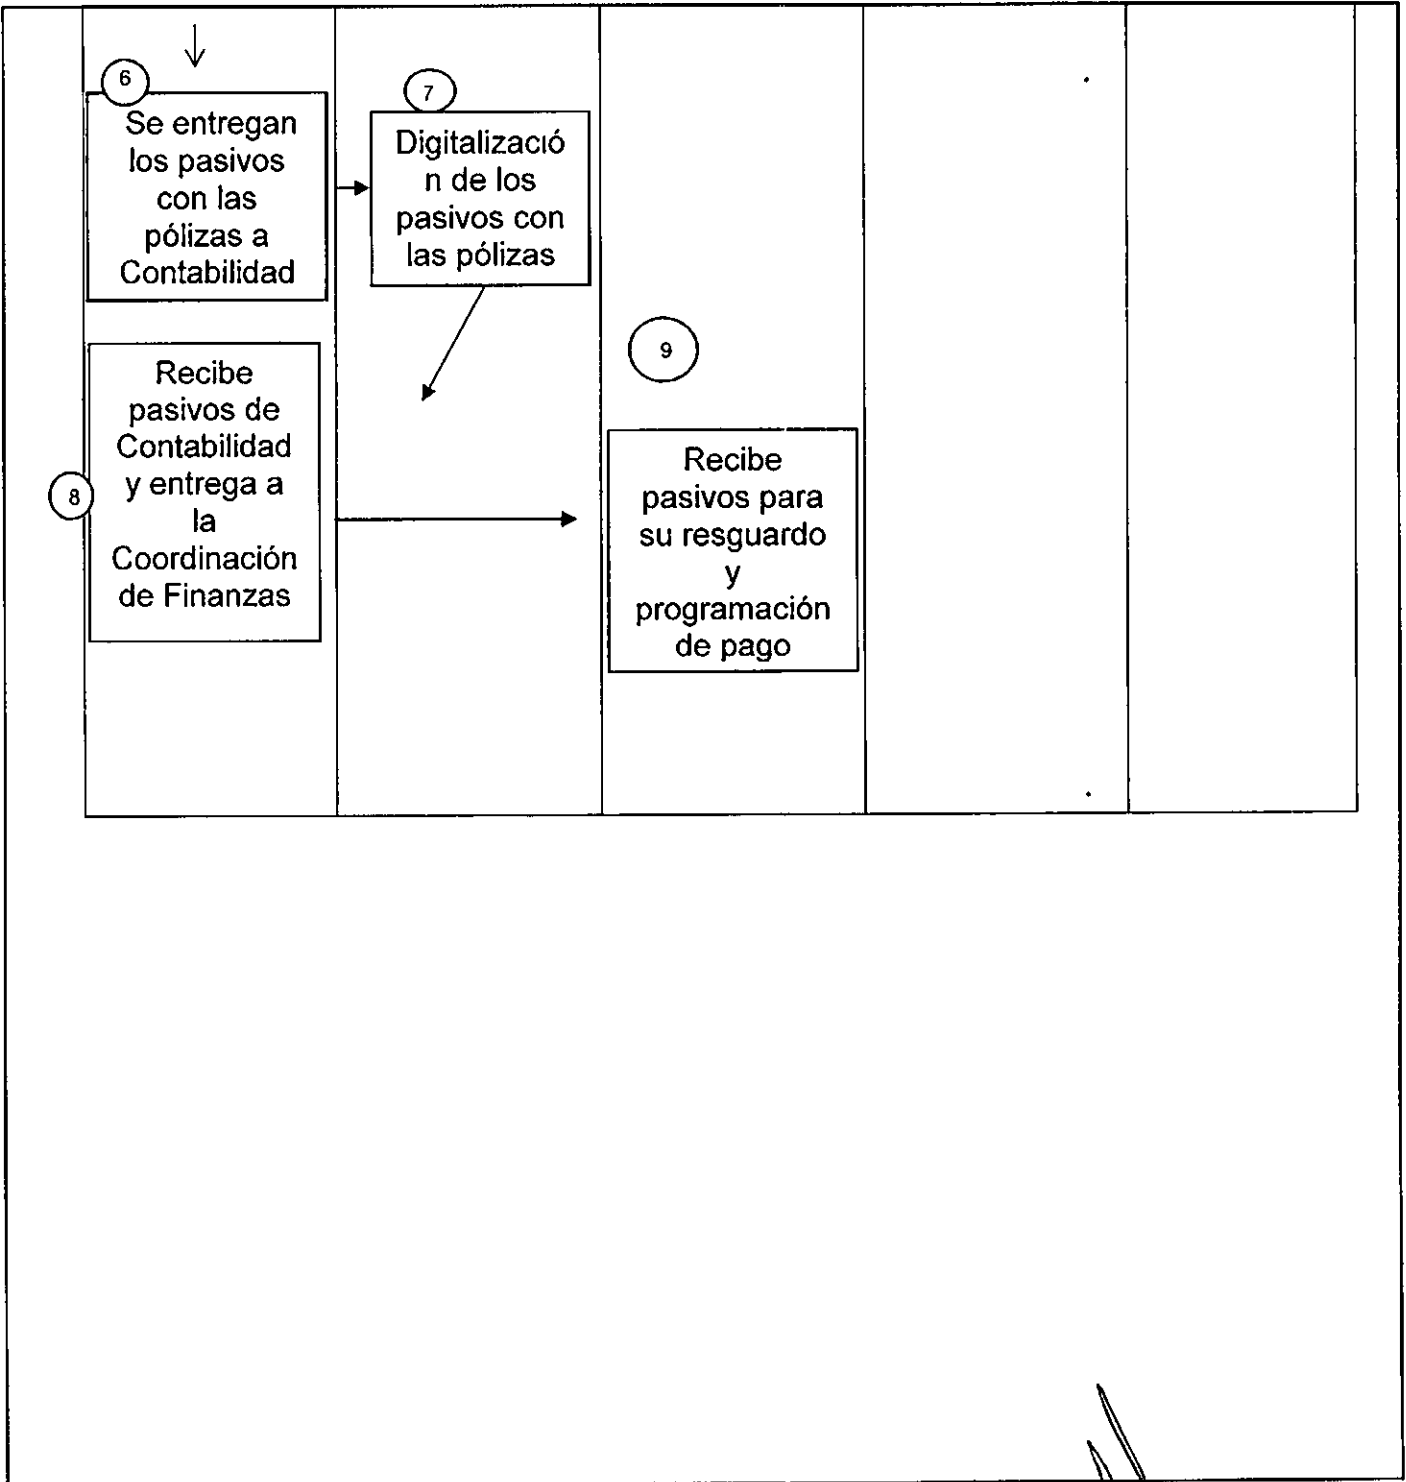 6
Se entregan
los pasivos
con las
pólizas a
Contabilidad
7
Digitalizació
n de los
pasivos con
las pólizas
8
Recibe
pasivos de
Contabilidad
y entrega a
la
Coordinación
de Finanzas
9
Recibe
pasivos para
su resguardo
y
programación
de pago